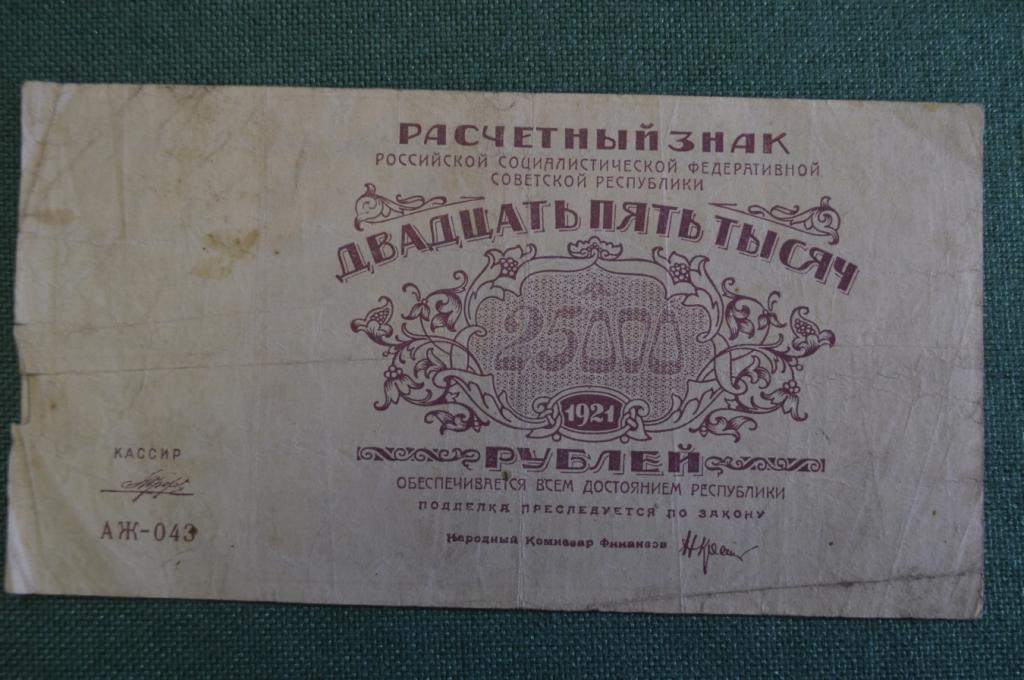 РАСЧЕТНЫЙ ЗНАК
РОССИЙСКОЙ СОЦИАЛИСТИЧЕСКОЙ ФЕДЕРАТИВНОЙ
СОВЕТСКОЙ РЕСПУБЛИКИ
ДВАДЦАТЬ ПЯТЬ ТЫСЯЧ
25000
1921
РУБЛЕЙ
ОБЕСПЕЧИВАЕТСЯ ВСЕМ ДОСТОЯНИЕМ РЕСПУБЛИКИ
ПОДДЕЛКА ПРЕСЛЕДУЕТСЯ ПО ЗАКОНУ
Народный Комиссар Финансов
КАССИР
АЖ-043